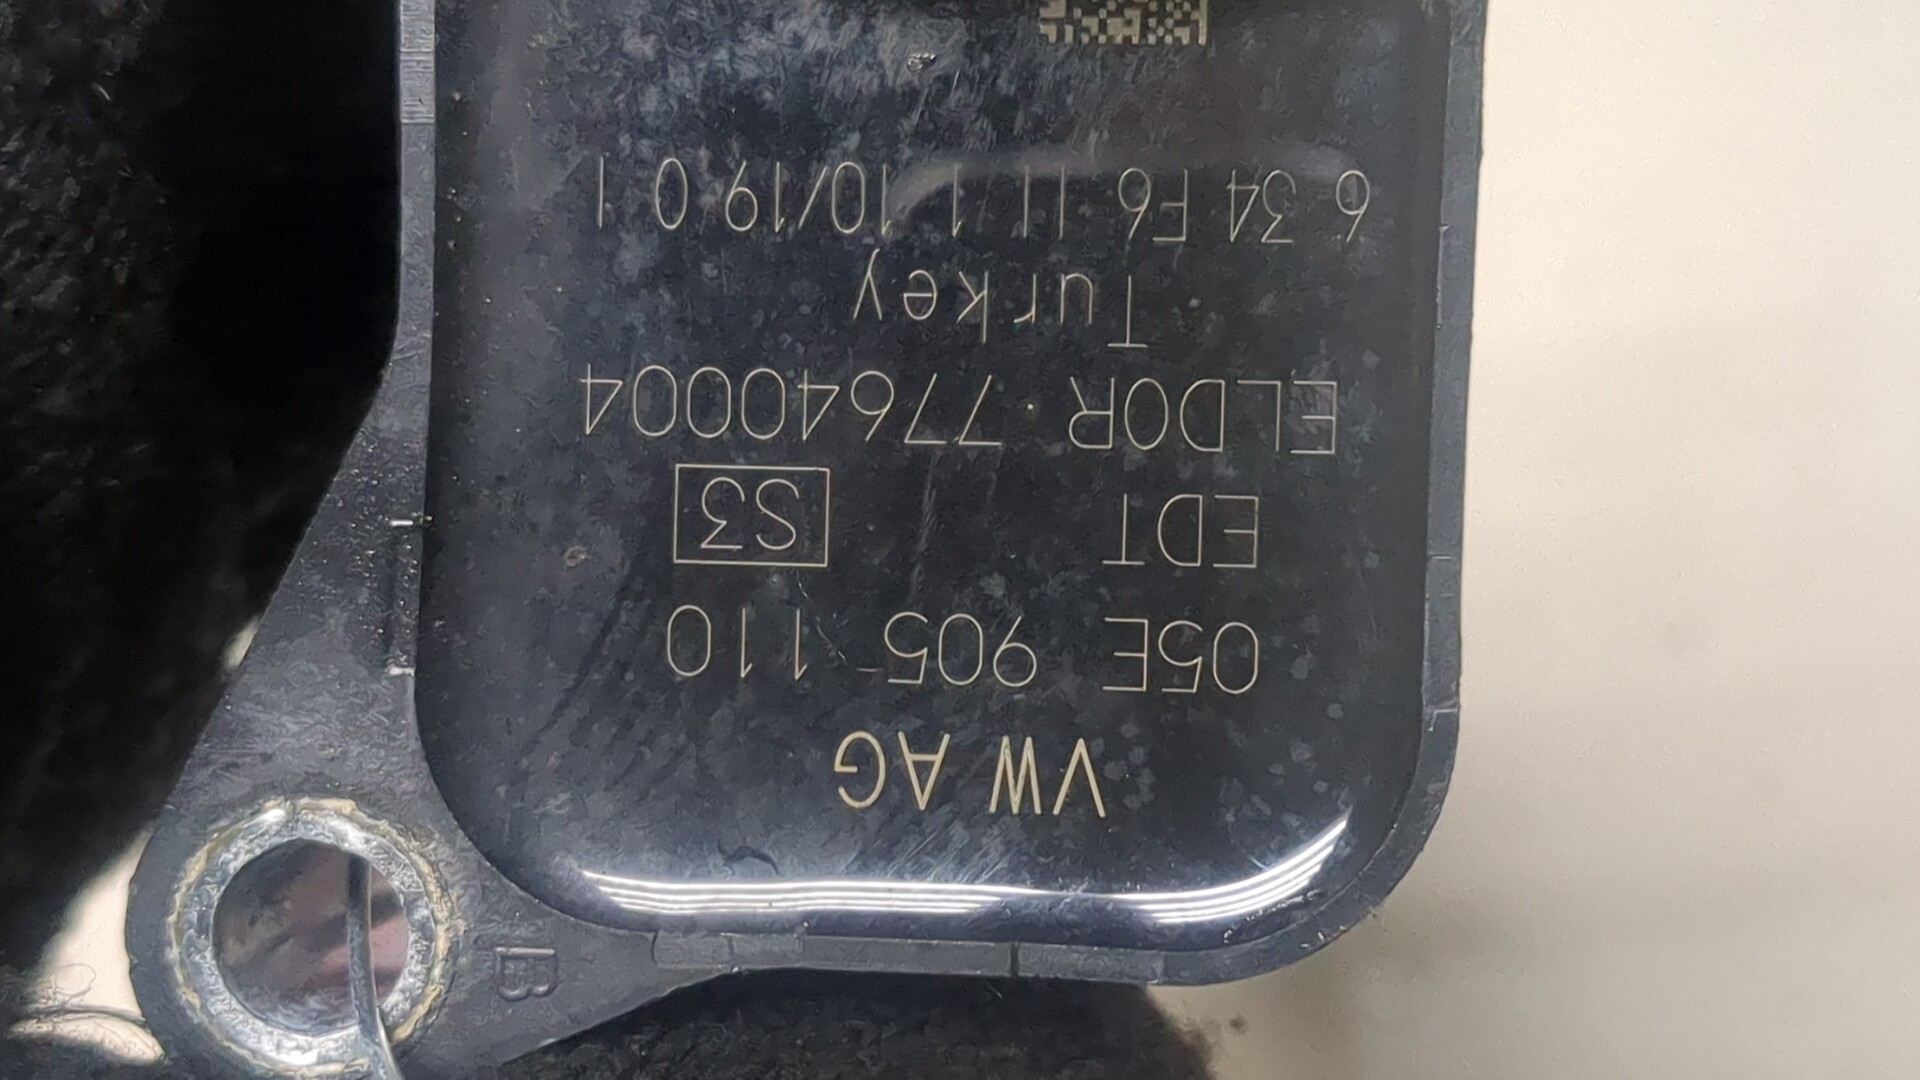 VW AG
05E 905 110
EDT S3
ELDOR 77640004
Turkey
6 34 F6 11 1 10/19 0 1
B